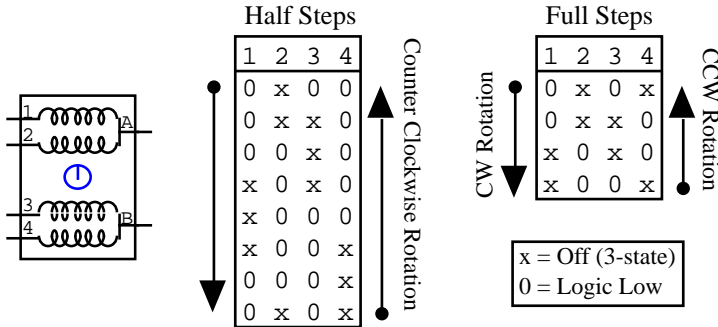 Half Steps
1 2 3 4
0 x 0 0
0 x x 0
0 0 x 0
x 0 x 0
x 0 0 0
x 0 0 x
0 0 0 x
0 x 0 x
Counter Clockwise Rotation
Full Steps
1 2 3 4
0 x 0 x
0 x x 0
x 0 x 0
x 0 0 x
CW Rotation
CCW Rotation
1
2
A
3
4
B
x = Off (3-state)
0 = Logic Low